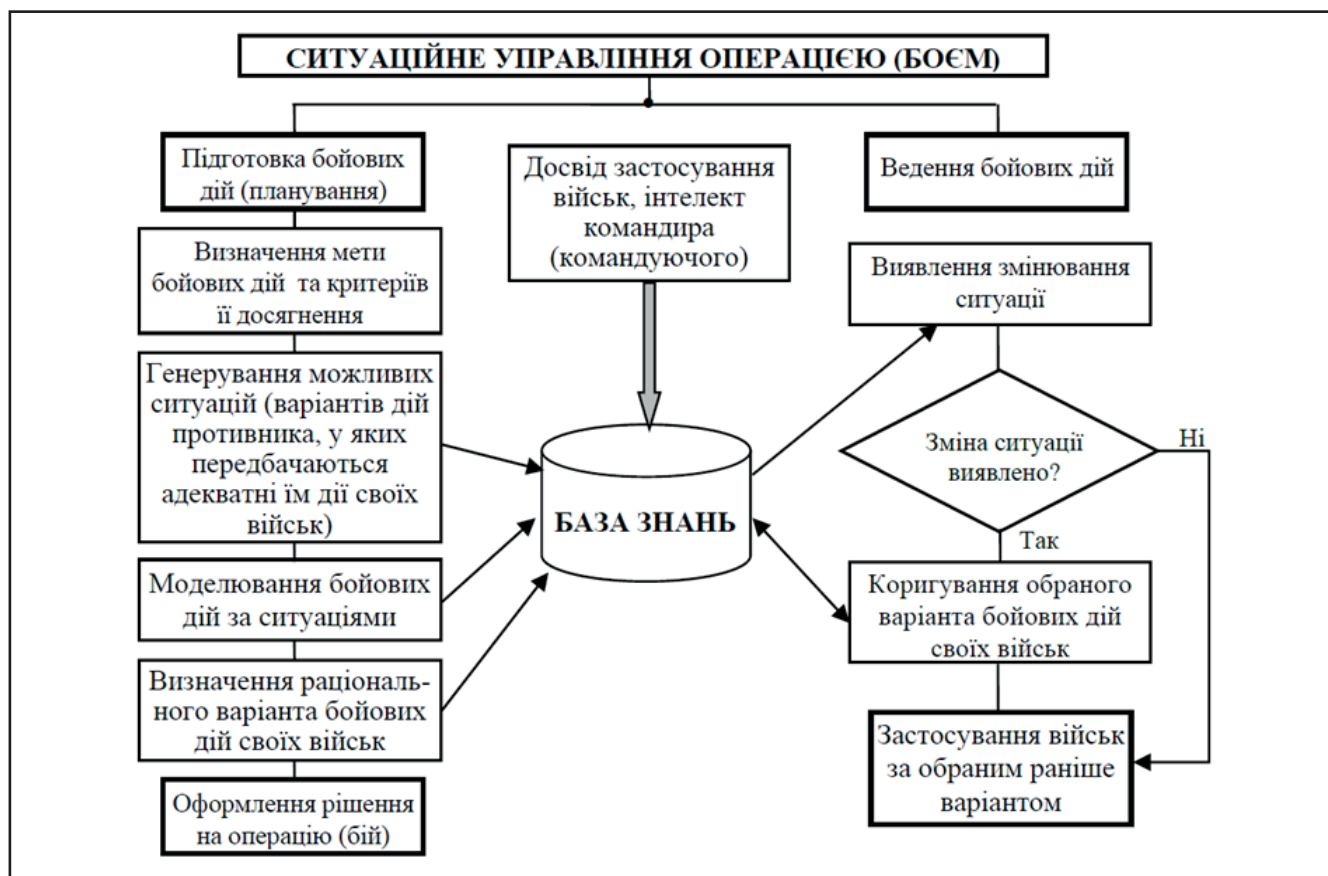 СИТУАЦІЙНЕ УПРАВЛІННЯ ОПЕРАЦІЄЮ (БОЄМ)
Підготовка бойових
дій (планування)
Визначення мети
бойових дій та критеріїв
її досягнення
Генерування можливих
ситуацій (варіантів дій
противника, у яких
передбачаються
адекватні їм дії своїх
військ)
Моделювання бойових
дій за ситуаціями
Визначення раціональ-
ного варіанта бойових
дій своїх військ
Оформлення рішення
на операцію (бій)
Досвід застосування
військ, інтелект
командира
(командуючого)
БАЗА ЗНАНЬ
Ведення бойових дій
Виявлення змінювання
ситуації
Зміна ситуації
виявлено?
Ні
Так
Коригування обраного
варіанта бойових дій
своїх військ
Застосування військ
за обраним раніше
варіантом